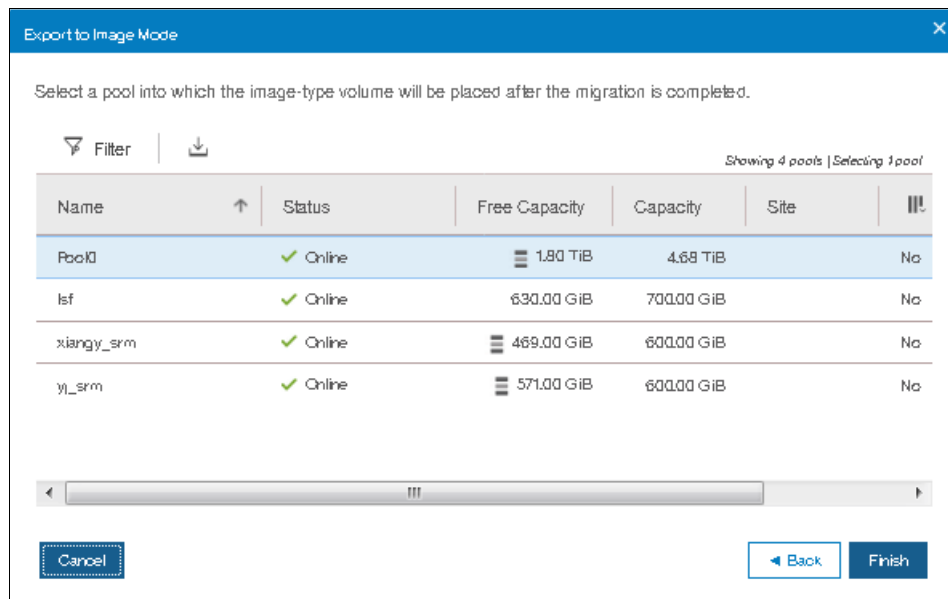 Export to Image Mode
Select a pool into which the image-type volume will be placed after the migration is completed.
Filter
Showing 4 pools | Selecting 1 pool
Name Status Free Capacity Capacity Site
Pool0 Online 1.80 TiB 4.68 TiB No
lsf Online 630.00 GiB 700.00 GiB No
xiangy_srm Online 469.00 GiB 600.00 GiB No
yj_srm Online 571.00 GiB 600.00 GiB No
Cancel Back Finish